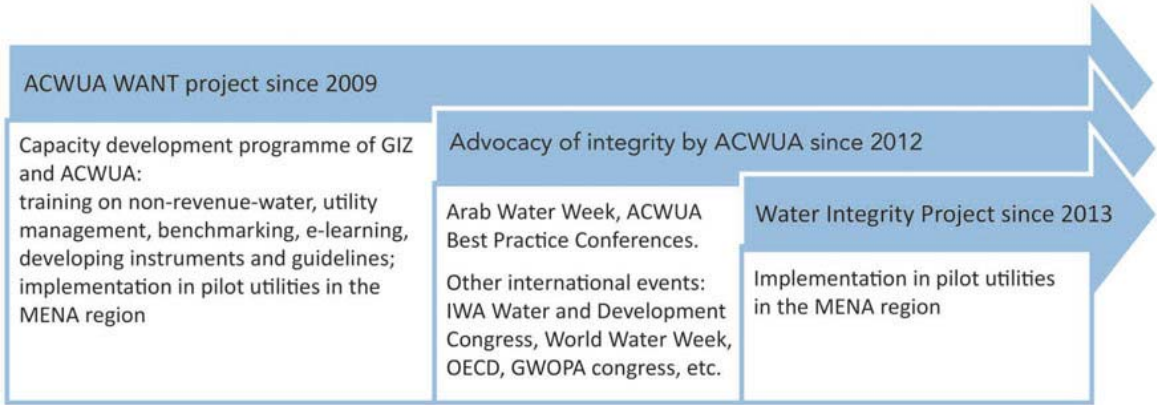 ACWUA WANT project since 2009
Capacity development programme of GIZ
and ACWUA:
training on non-revenue-water, utility
management, benchmarking, e-learning,
developing instruments and guidelines;
implementation in pilot utilities in the
MENA region
Advocacy of integrity by ACWUA since 2012
Arab Water Week, ACWUA
Best Practice Conferences.
Other international events:
IWA Water and Development
Congress, World Water Week,
OECD, GWOPA congress, etc.
Water Integrity Project since 2013
Implementation in pilot utilities
in the MENA region